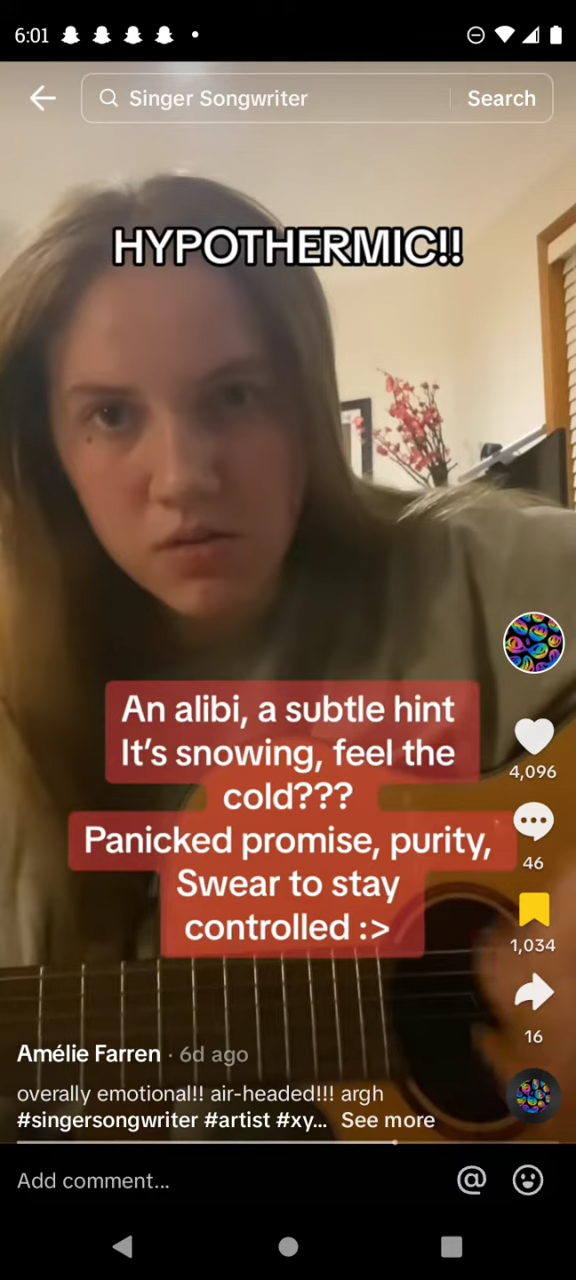 6:01
Singer Songwriter
Search
HYPOTHERMIC!!
An alibi, a subtle hint
It's snowing, feel the
cold???
Panicked promise, purity,
Swear to stay
controlled :>
4,096
46
1,034
16
Amélie Farren · 6d ago
overally emotional!! air-headed!!! argh
#singersongwriter #artist #xy... See more
Add comment...
@